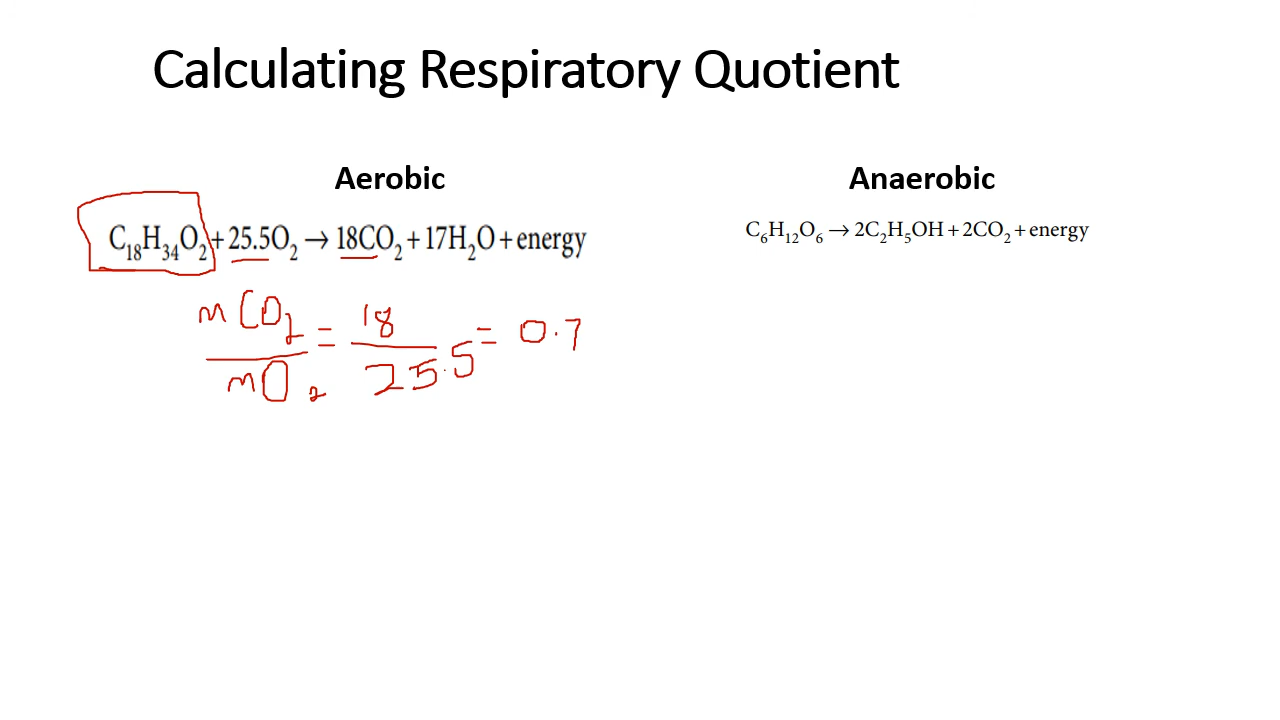 Calculating Respiratory Quotient
Aerobic
C₁₈H₃₄O₂ + 25.5O₂ → 18CO₂ + 17H₂O + energy
mCO₂ / mO₂ = 18 / 25.5 = 0.7
Anaerobic
C₆H₁₂O₆ → 2C₂H₅OH + 2CO₂ + energy